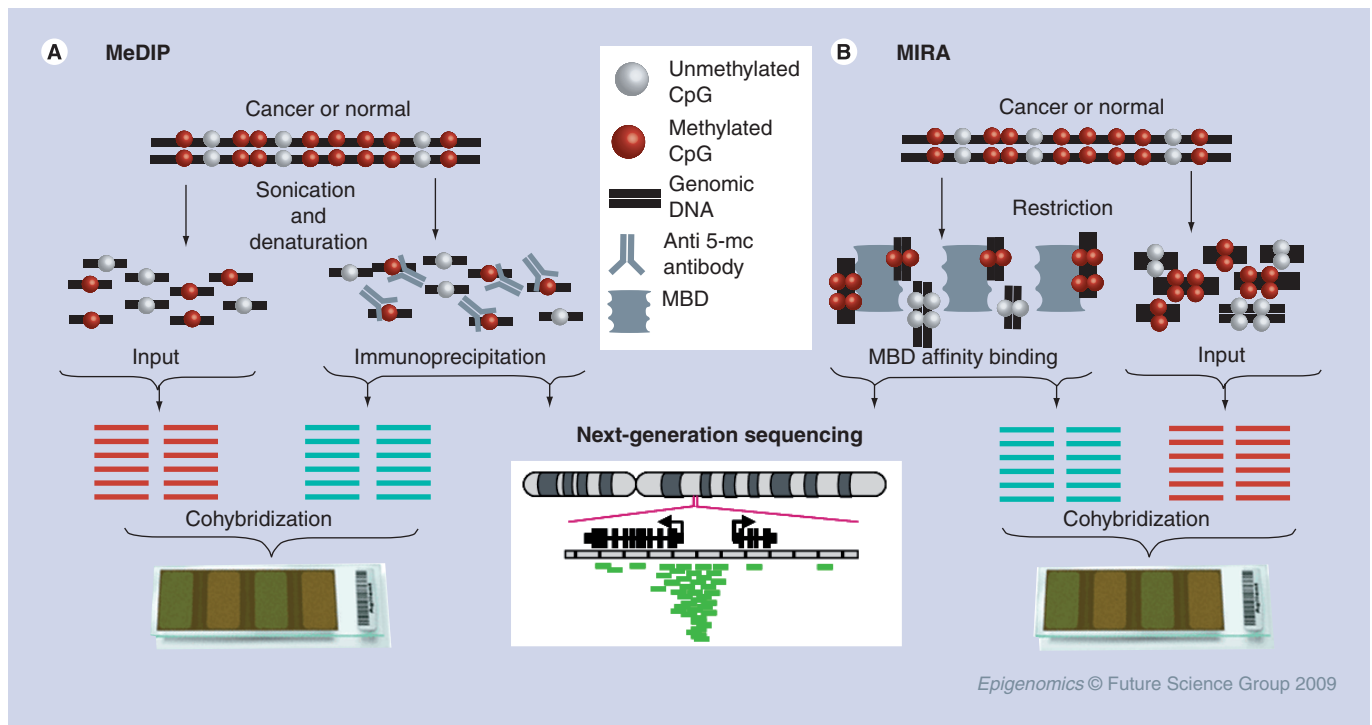 A MeDIP
Cancer or normal
Sonication
and
denaturation
Input
Immunoprecipitation
Cohybridization
Unmethylated
CpG
Methylated
CpG
Genomic
DNA
Anti 5-mc
antibody
MBD
Next-generation sequencing
B MIRA
Cancer or normal
Restriction
MBD affinity binding
Input
Cohybridization
Agilent
Agilent
Epigenomics © Future Science Group 2009